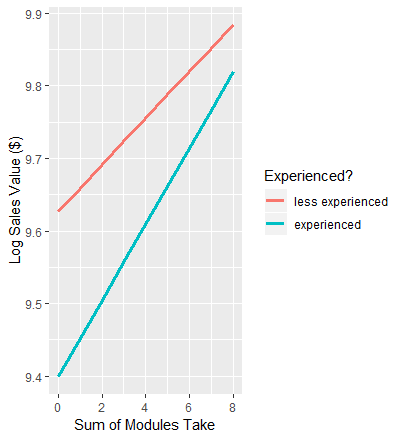 9.9
9.8
9.7
9.6
9.5
9.4
Log Sales Value ($)
0 2 4 6 8
Sum of Modules Take
Experienced?
less experienced
experienced